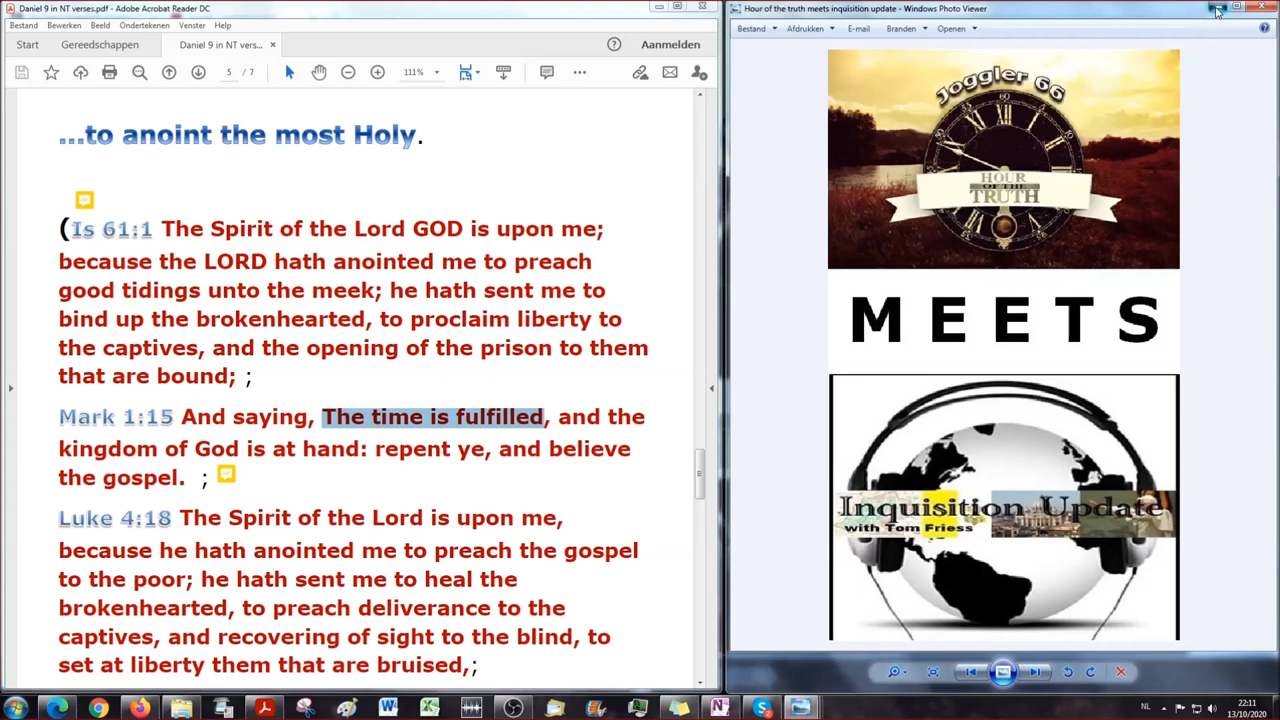 Daniel 9 in NT verses.pdf - Adobe Acrobat Reader DC
Bestand Bewerken Beeld Ondertekenen Venster Help
Start Gereedschappen Daniel 9 in NT vers... × Aanmelden
5 / 7 111%
...to anoint the most Holy.
(Is 61:1 The Spirit of the Lord GOD is upon me;
because the LORD hath anointed me to preach
good tidings unto the meek; he hath sent me to
bind up the brokenhearted, to proclaim liberty to
the captives, and the opening of the prison to them
that are bound; ;
Mark 1:15 And saying, The time is fulfilled, and the
kingdom of God is at hand: repent ye, and believe
the gospel. ;
Luke 4:18 The Spirit of the Lord is upon me,
because he hath anointed me to preach the gospel
to the poor; he hath sent me to heal the
brokenhearted, to preach deliverance to the
captives, and recovering of sight to the blind, to
set at liberty them that are bruised,;
Hour of the truth meets inquisition update - Windows Photo Viewer
Bestand Afdrukken E-mail Branden Openen
Joggler 66
HOUR
OF THE
TRUTH
MEETS
Inquisition Update
with Tom Friess
NL 22:11
13/10/2020